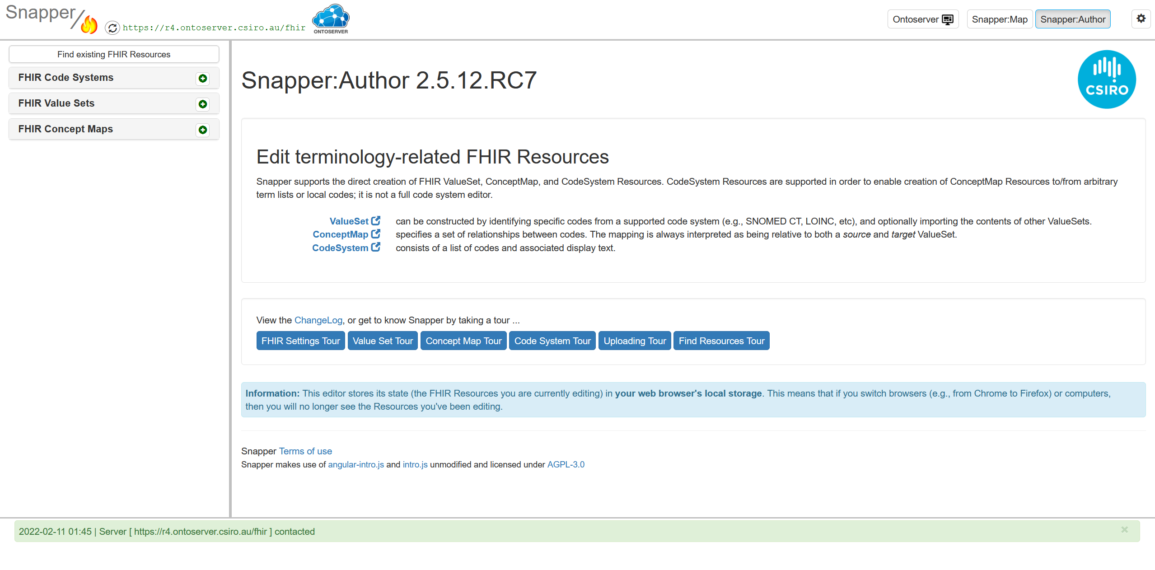 Snapper
https://r4.ontoserver.csiro.au/fhir
ONTOSERVER
Ontoserver
Snapper:Map
Snapper:Author
Find existing FHIR Resources
FHIR Code Systems
FHIR Value Sets
FHIR Concept Maps
Snapper:Author 2.5.12.RC7
CSIRO
Edit terminology-related FHIR Resources
Snapper supports the direct creation of FHIR ValueSet, ConceptMap, and CodeSystem Resources. CodeSystem Resources are supported in order to enable creation of ConceptMap Resources to/from arbitrary
term lists or local codes; it is not a full code system editor.
ValueSet can be constructed by identifying specific codes from a supported code system (e.g., SNOMED CT, LOINC, etc), and optionally importing the contents of other ValueSets.
ConceptMap specifies a set of relationships between codes. The mapping is always interpreted as being relative to both a source and target ValueSet.
CodeSystem consists of a list of codes and associated display text.
View the ChangeLog, or get to know Snapper by taking a tour ...
FHIR Settings Tour
Value Set Tour
Concept Map Tour
Code System Tour
Uploading Tour
Find Resources Tour
Information: This editor stores its state (the FHIR Resources you are currently editing) in your web browser's local storage. This means that if you switch browsers (e.g., from Chrome to Firefox) or computers,
then you will no longer see the Resources you've been editing.
Snapper Terms of use
Snapper makes use of angular-intro.js and intro.js unmodified and licensed under AGPL-3.0
2022-02-11 01:45 | Server [ https://r4.ontoserver.csiro.au/fhir ] contacted